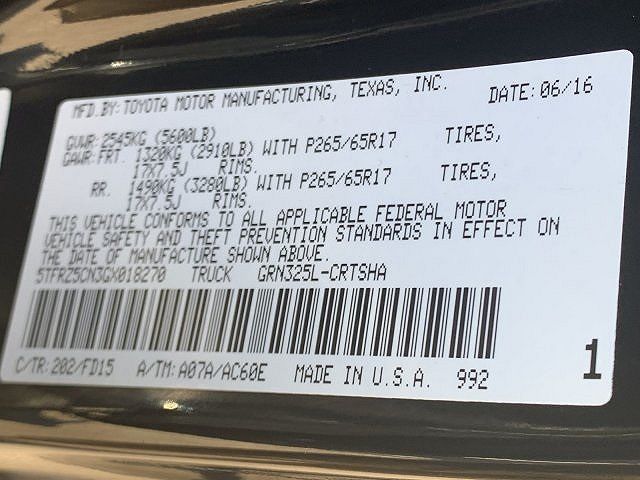 MFD.BY:TOYOTA MOTOR MANUFACTURING, TEXAS, INC. DATE:06/16
GVWR:2545KG (5600LB)
GAWR:FRT. 1320KG (2910LB) WITH P265/65R17 TIRES,
17X7.5J RIMS.
RR. 1490KG (3280LB) WITH P265/65R17 TIRES,
17X7.5J RIMS.
THIS VEHICLE CONFORMS TO ALL APPLICABLE FEDERAL MOTOR
VEHICLE SAFETY AND THEFT PREVENTION STANDARDS IN EFFECT ON
THE DATE OF MANUFACTURE SHOWN ABOVE.
5TFRZ5CN3GX018270 TRUCK GRN325L-CRTSHA
C/TR:202/FD15 A/TM:A07A/AC60E MADE IN U.S.A. 992 1